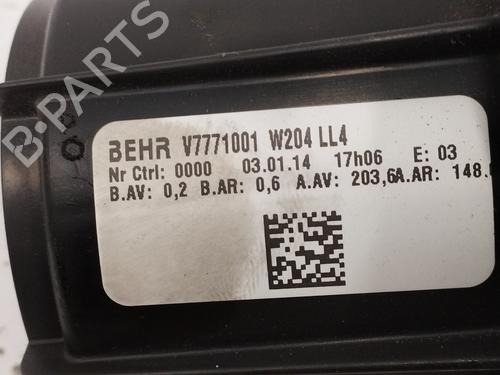 BEHR V7771001 W204 LL4
Nr Ctrl: 0000 03.01.14 17h06 E: 03
B.AV: 0,2 B.AR: 0,6 A.AV: 203,6A.AR: 148.
B-PARTS